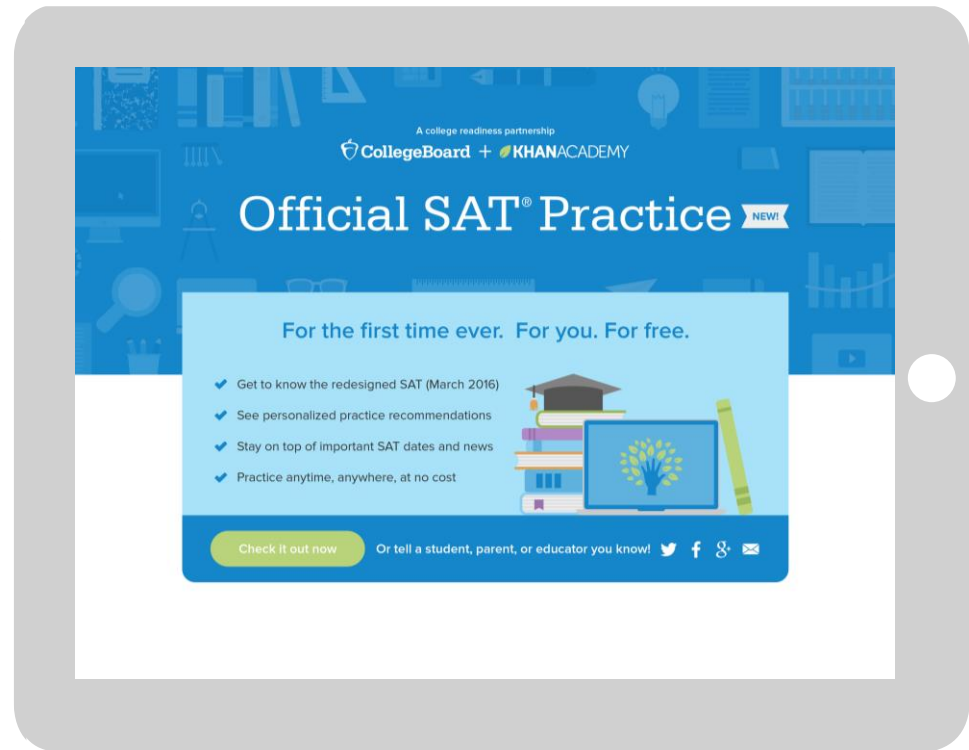 A college readiness partnership
CollegeBoard + KHANACADEMY
Official SAT® Practice NEW!
For the first time ever. For you. For free.
Get to know the redesigned SAT (March 2016)
See personalized practice recommendations
Stay on top of important SAT dates and news
Practice anytime, anywhere, at no cost
Check it out now Or tell a student, parent, or educator you know!